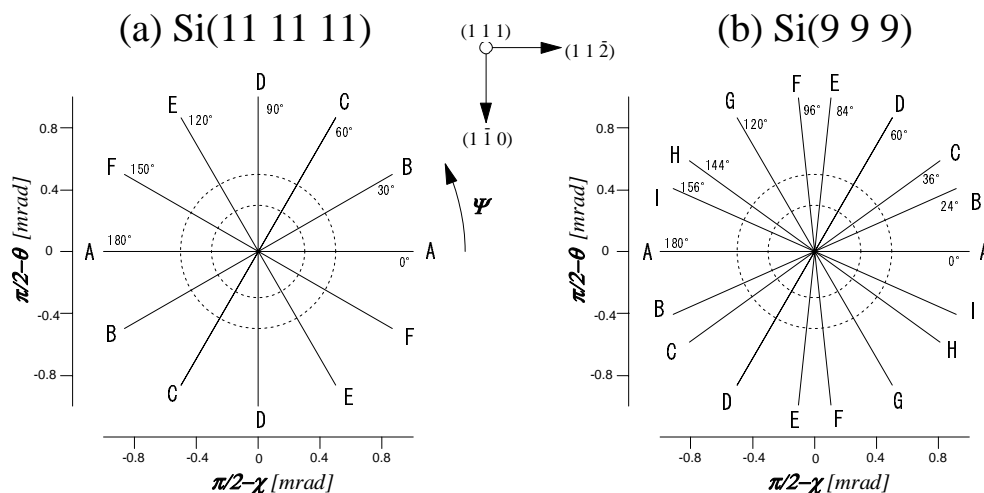 (a) Si(11 11 11)
(1 1 1)
(1 1 2̄)
(1 1̄ 0)
Ψ
(b) Si(9 9 9)
D
90°
E
120°
C
60°
F
150°
B
30°
A
180°
A
0°
B
F
C
E
D
0.8
0.4
0
-0.4
-0.8
π/2−θ [mrad]
-0.8 -0.4 0 0.4 0.8
π/2−χ [mrad]
F
96°
E
84°
G
120°
D
60°
H
144°
C
36°
I
156°
B
24°
A
180°
A
0°
B
I
C
H
D
G
E
F
0.8
0.4
0
-0.4
-0.8
π/2−θ [mrad]
-0.8 -0.4 0 0.4 0.8
π/2−χ [mrad]